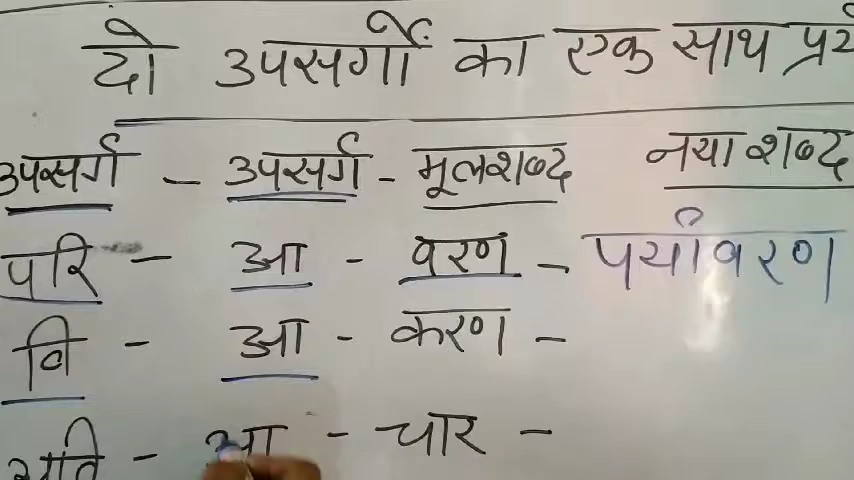 दो उपसर्गों का एक साथ
उपसर्ग - उपसर्ग - मूलशब्द नया शब्द
परि - आ - वरण - पर्यावरण
वि - आ - करण -
- आ - चार -